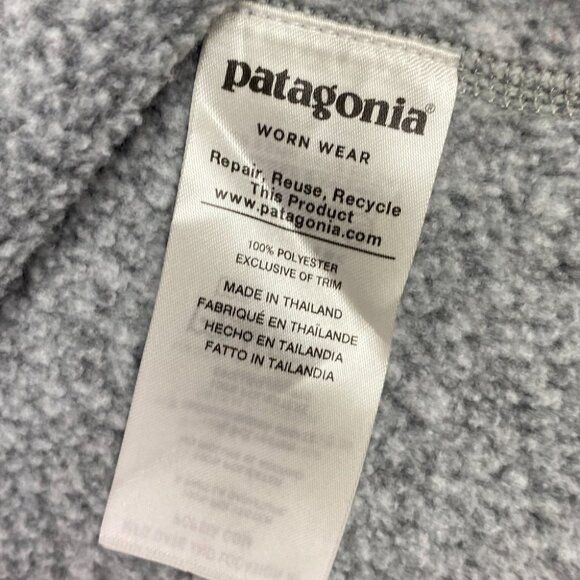 patagonia®
WORN WEAR
Repair, Reuse, Recycle
This Product
www.patagonia.com
100% POLYESTER
EXCLUSIVE OF TRIM
MADE IN THAILAND
FABRIQUÉ EN THAÏLANDE
HECHO EN TAILANDIA
FATTO IN TAILANDIA